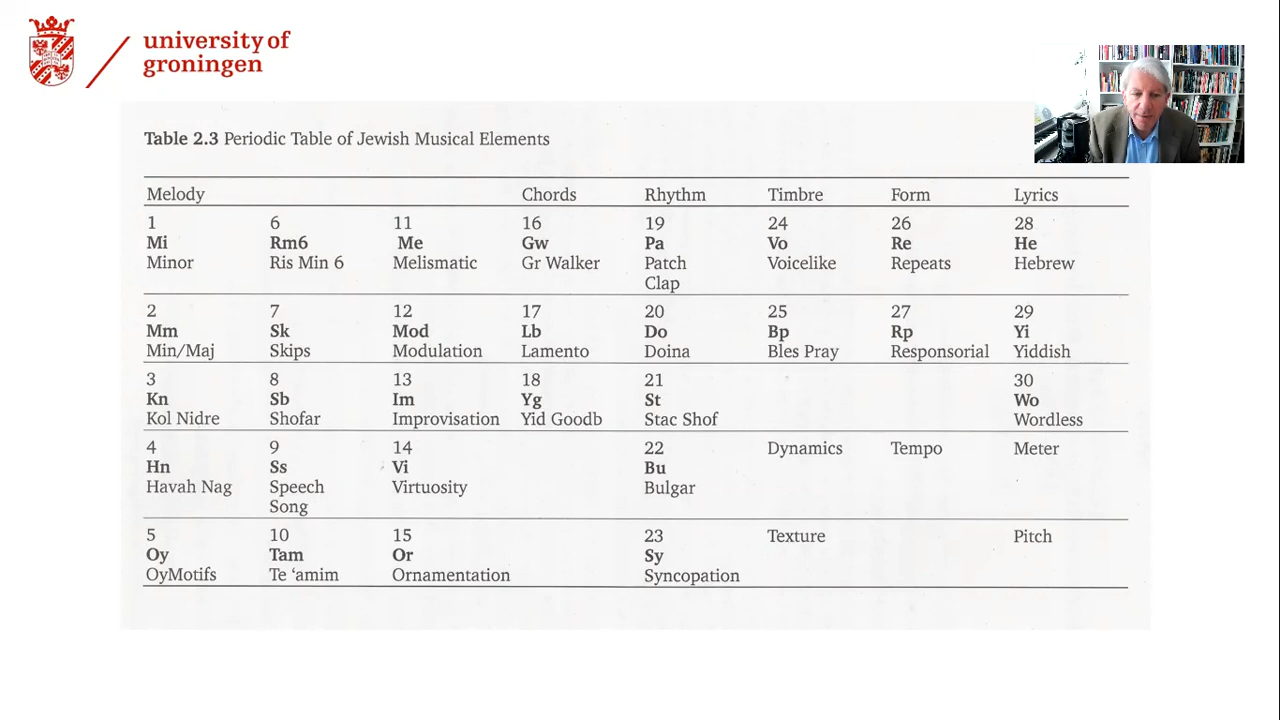 university of
groningen
Table 2.3 Periodic Table of Jewish Musical Elements
Melody Chords Rhythm Timbre Form Lyrics
1 6 11 16 19 24 26 28
Mi Rm6 Me Gw Pa Vo Re He
Minor Ris Min 6 Melismatic Gr Walker Patch Voicelike Repeats Hebrew
Clap
2 7 12 17 20 25 27 29
Mm Sk Mod Lb Do Bp Rp Yi
Min/Maj Skips Modulation Lamento Doina Bles Pray Responsorial Yiddish
3 8 13 18 21 30
Kn Sb Im Yg St Wo
Kol Nidre Shofar Improvisation Yid Goodb Stac Shof Wordless
4 9 14 22 Dynamics Tempo Meter
Hn Ss Vi Bu
Havah Nag Speech Virtuosity Bulgar
Song
5 10 15 23 Texture Pitch
Oy Tam Or Sy
OyMotifs Te ‘amim Ornamentation Syncopation